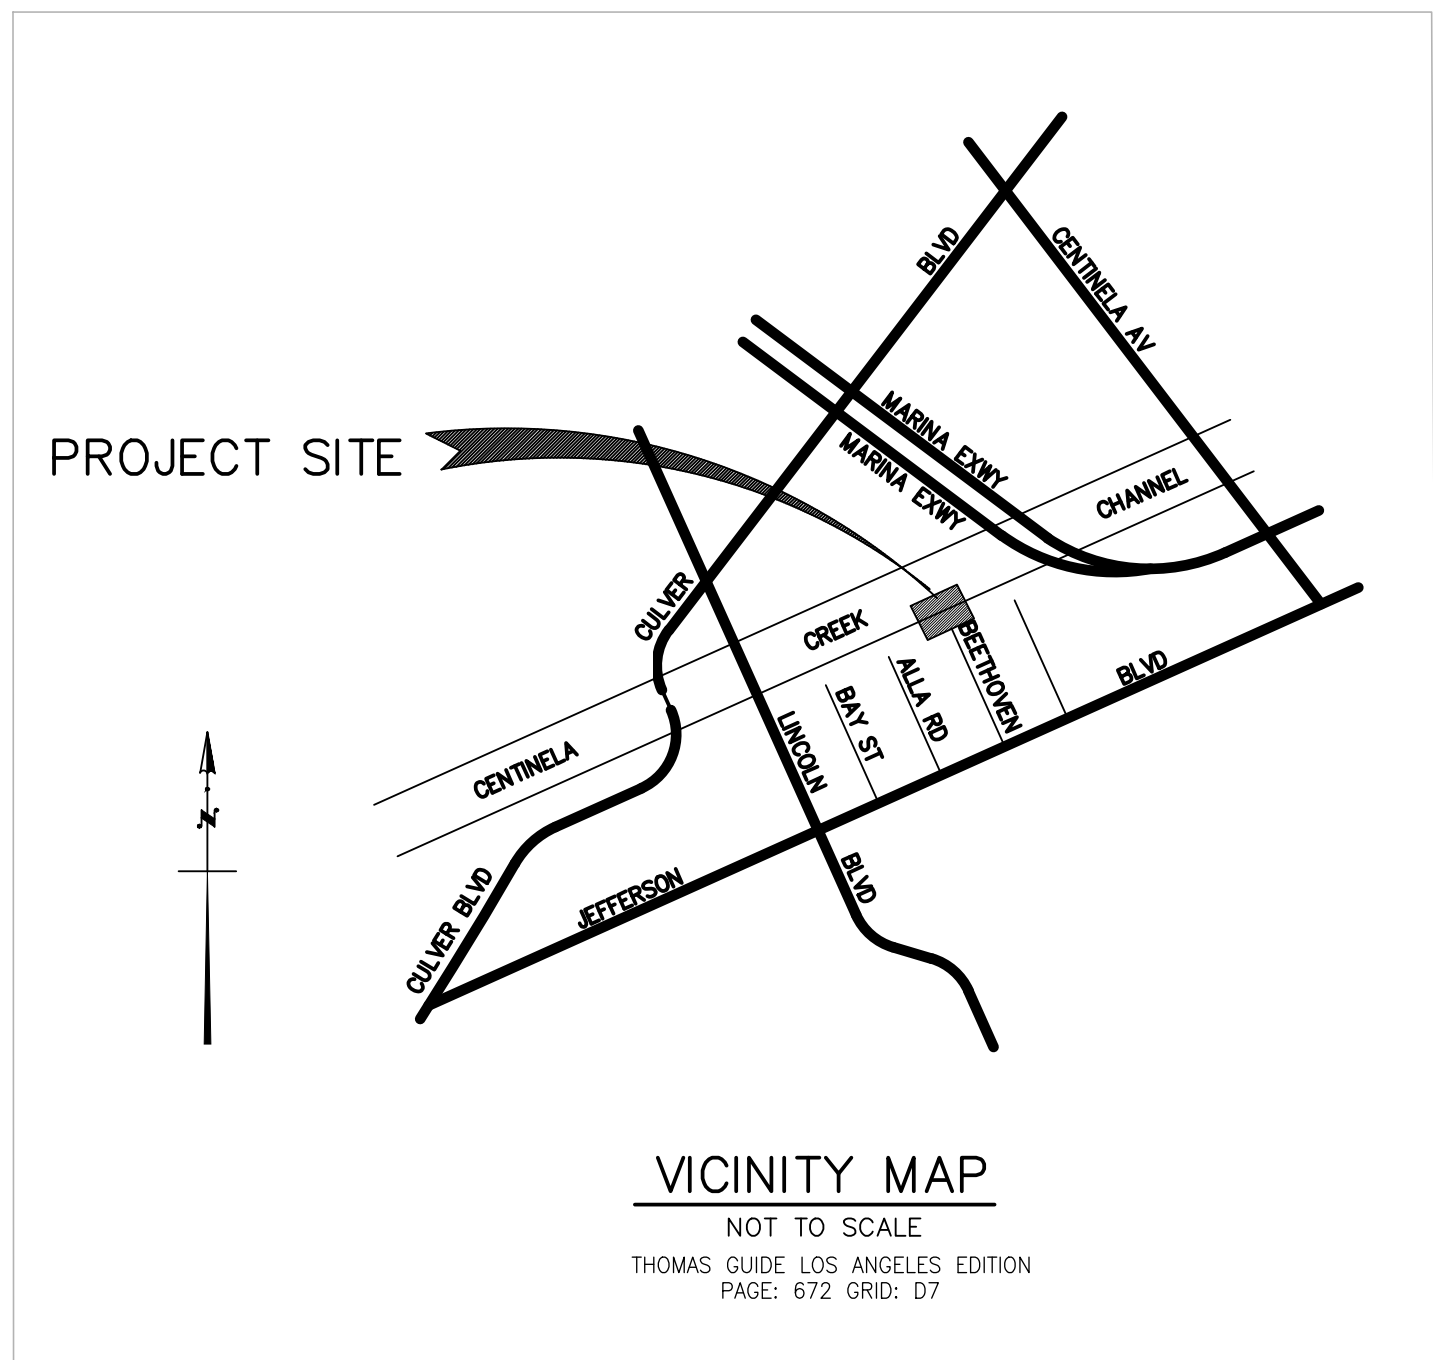 BLVD
CENTINELA AV
MARINA EXWY
MARINA EXWY
PROJECT SITE
CHANNEL
CULVER
CREEK
BEETHOVEN
BLVD
ALLA RD
BAY ST
LINCOLN
CENTINELA
N
BLVD
JEFFERSON
CULVER BLVD
VICINITY MAP
NOT TO SCALE
THOMAS GUIDE LOS ANGELES EDITION
PAGE: 672 GRID: D7